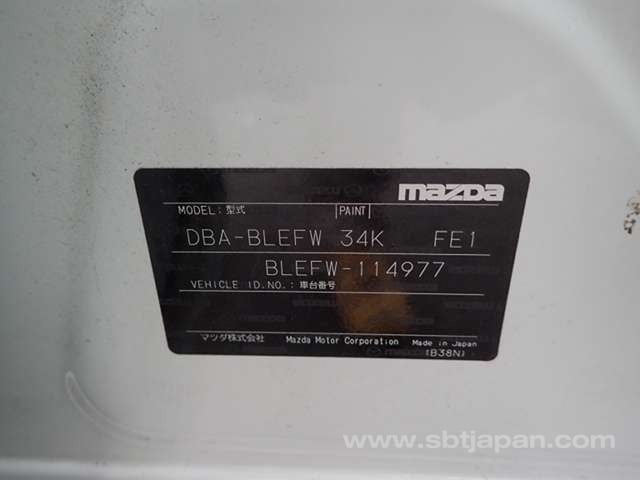 mazda
MODEL:型式 PAINT
DBA-BLEFW 34K FE1
BLEFW-114977
VEHICLE ID.NO.:車台番号
マツダ株式会社 Mazda Motor Corporation Made in Japan
(B38N)
www.sbtjapan.com